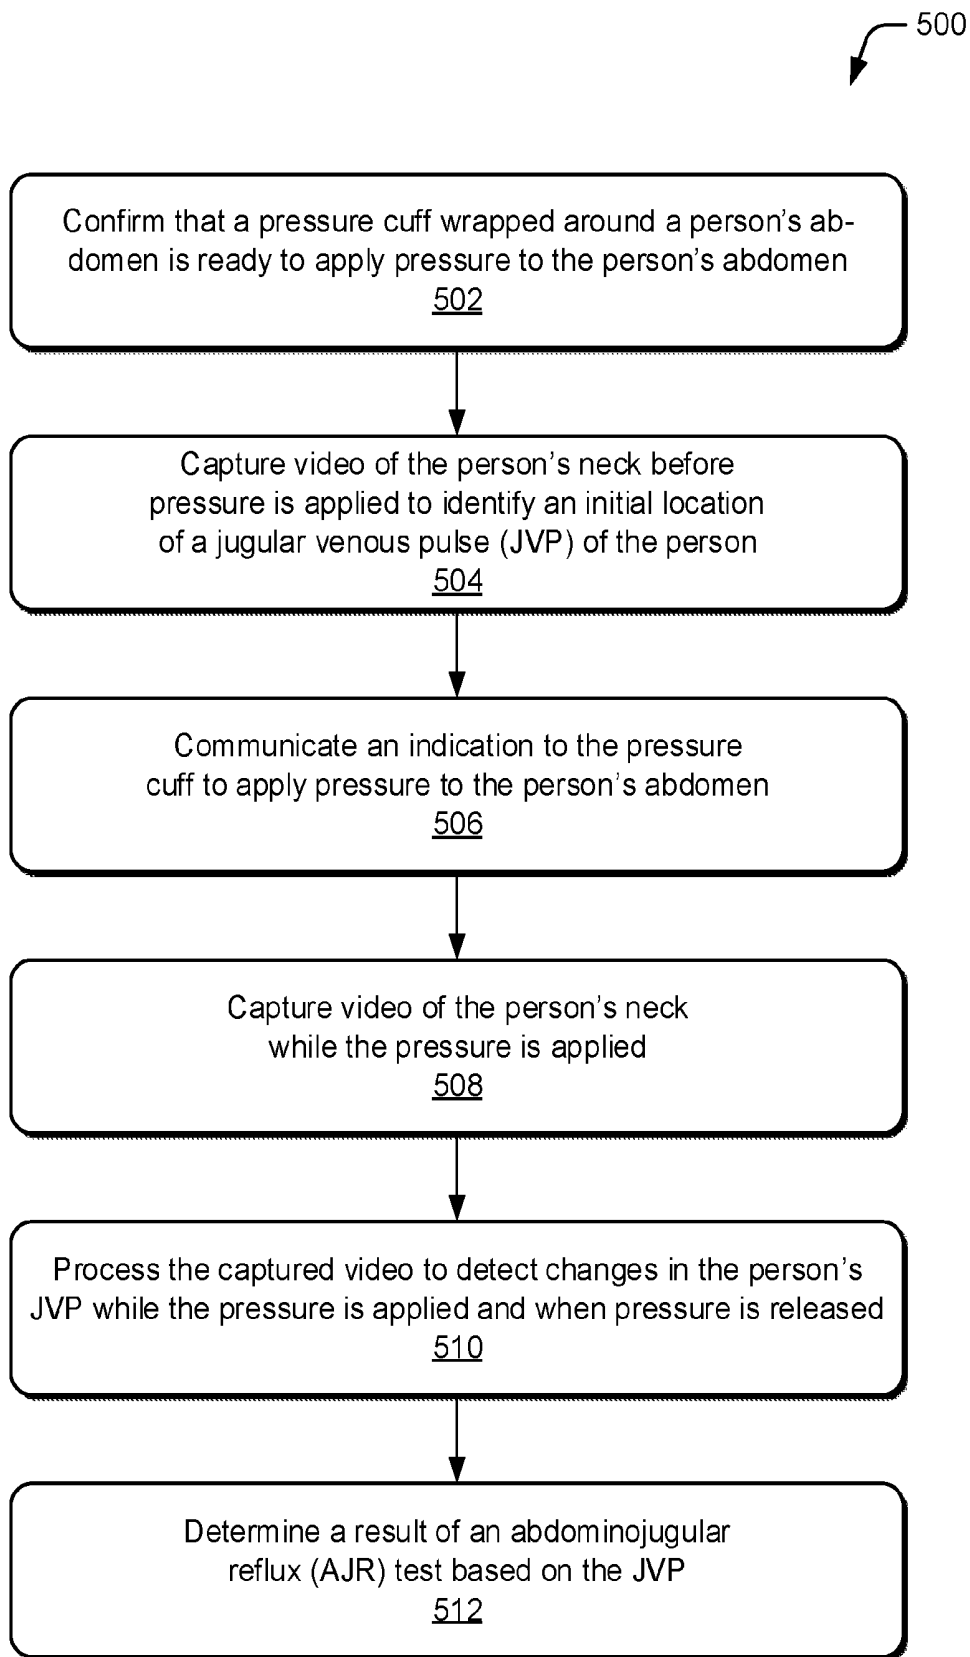 500
Confirm that a pressure cuff wrapped around a person's ab-
domen is ready to apply pressure to the person's abdomen
502
Capture video of the person's neck before
pressure is applied to identify an initial location
of a jugular venous pulse (JVP) of the person
504
Communicate an indication to the pressure
cuff to apply pressure to the person's abdomen
506
Capture video of the person's neck
while the pressure is applied
508
Process the captured video to detect changes in the person's
JVP while the pressure is applied and when pressure is released
510
Determine a result of an abdominojugular
reflux (AJR) test based on the JVP
512